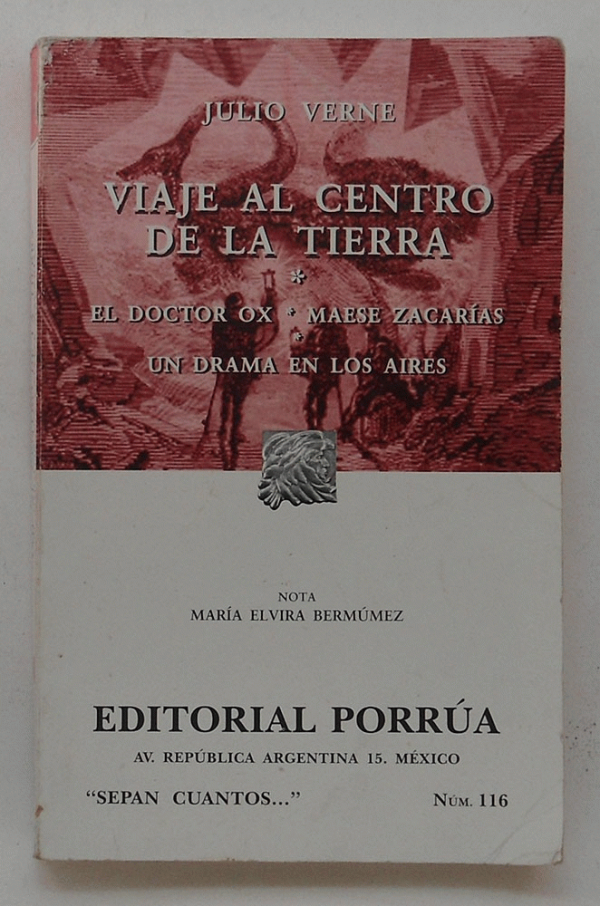 JULIO VERNE
VIAJE AL CENTRO
DE LA TIERRA
*
EL DOCTOR OX * MAESE ZACARÍAS
*
UN DRAMA EN LOS AIRES
NOTA
MARÍA ELVIRA BERMÚMEZ
EDITORIAL PORRÚA
AV. REPÚBLICA ARGENTINA 15. MÉXICO
“SEPAN CUANTOS...” NÚM. 116